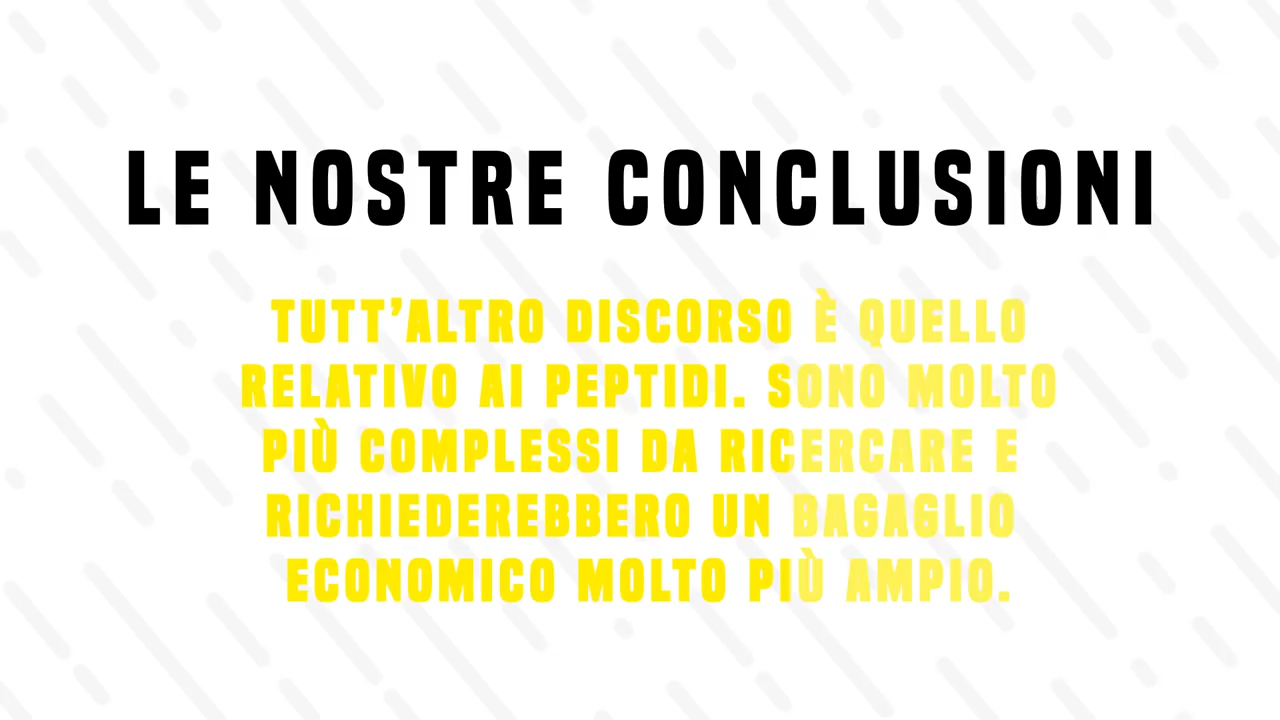 LE NOSTRE CONCLUSIONI
TUTT’ALTRO DISCORSO È QUELLO
RELATIVO AI PEPTIDI. SONO MOLTO
PIÙ COMPLESSI DA RICERCARE E
RICHIEDEREBBERO UN BAGAGLIO
ECONOMICO MOLTO PIÙ AMPIO.